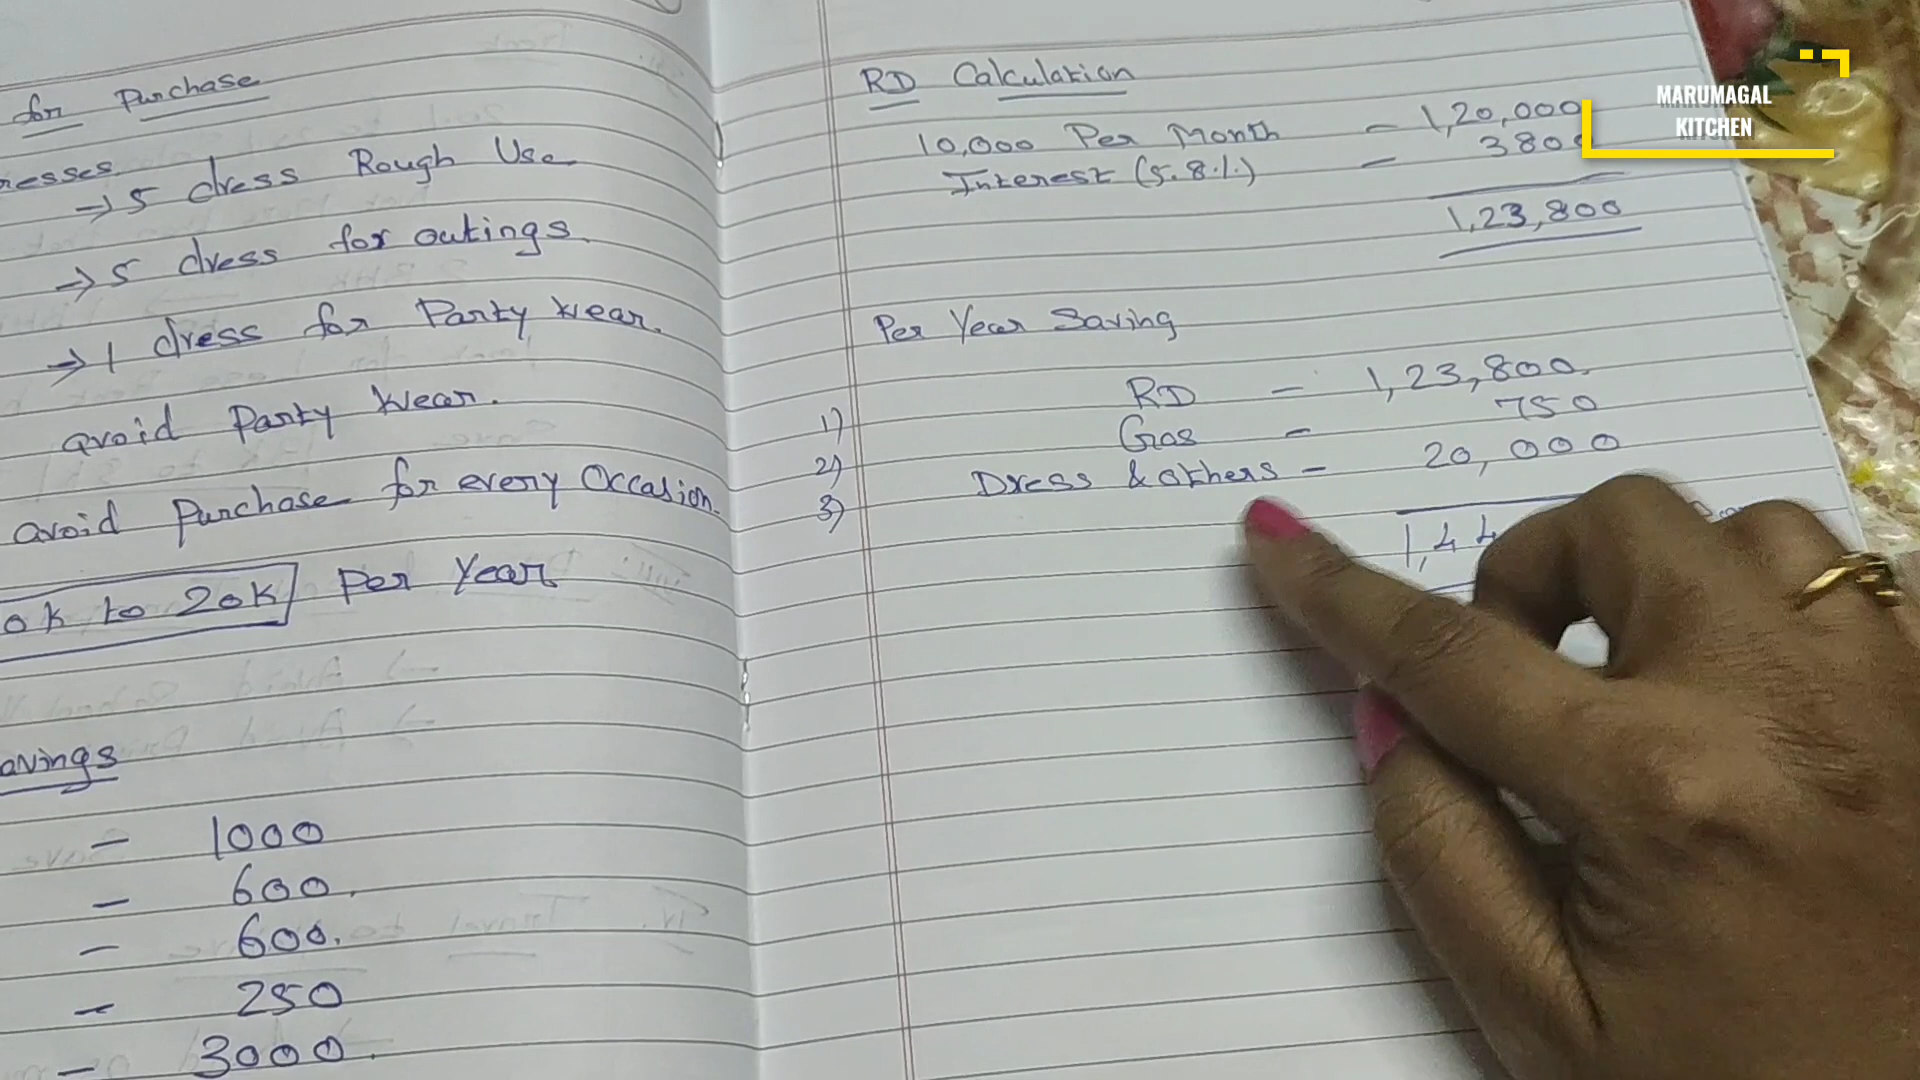 for Purchase
resses.
→ 5 dress Rough Use
→ 5 dress for outings.
→ 1 dress for Party wear.
avoid Party wear.
avoid Purchase for every Occasion.
0K to 20K Per Year
avings
- 1000
- 600.
- 600.
- 250
- 3000.
RD Calculation
10,000 Per Month - 1,20,000
Interest (5.8%) - 3800
1,23,800
Per Year Saving
1) RD - 1,23,800.
2) Gas - 750
3) Dress & others - 20,000
1,44
MARUMAGAL
KITCHEN